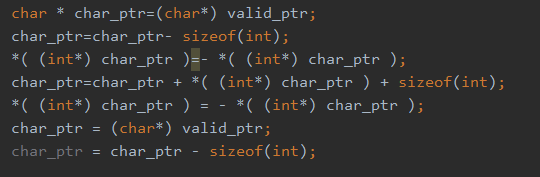 char * char_ptr=(char*) valid_ptr;
char_ptr=char_ptr- sizeof(int);
*( (int*) char_ptr )=- *( (int*) char_ptr );
char_ptr=char_ptr + *( (int*) char_ptr ) + sizeof(int);
*( (int*) char_ptr ) = - *( (int*) char_ptr );
char_ptr = (char*) valid_ptr;
char_ptr = char_ptr - sizeof(int);